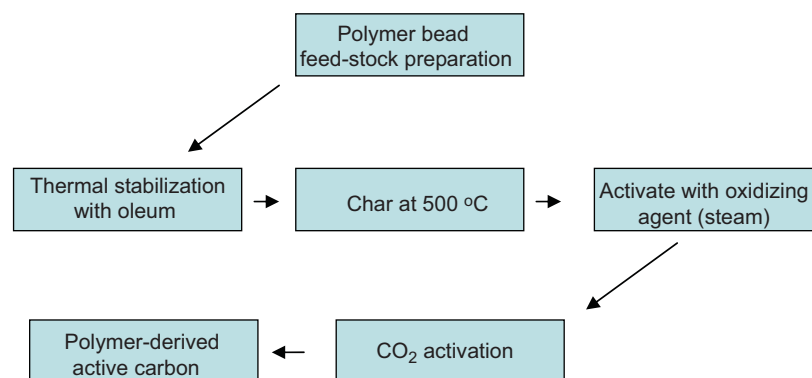 Polymer bead
feed-stock preparation
Thermal stabilization
with oleum
Char at 500 ºC
Activate with oxidizing
agent (steam)
CO₂ activation
Polymer-derived
active carbon